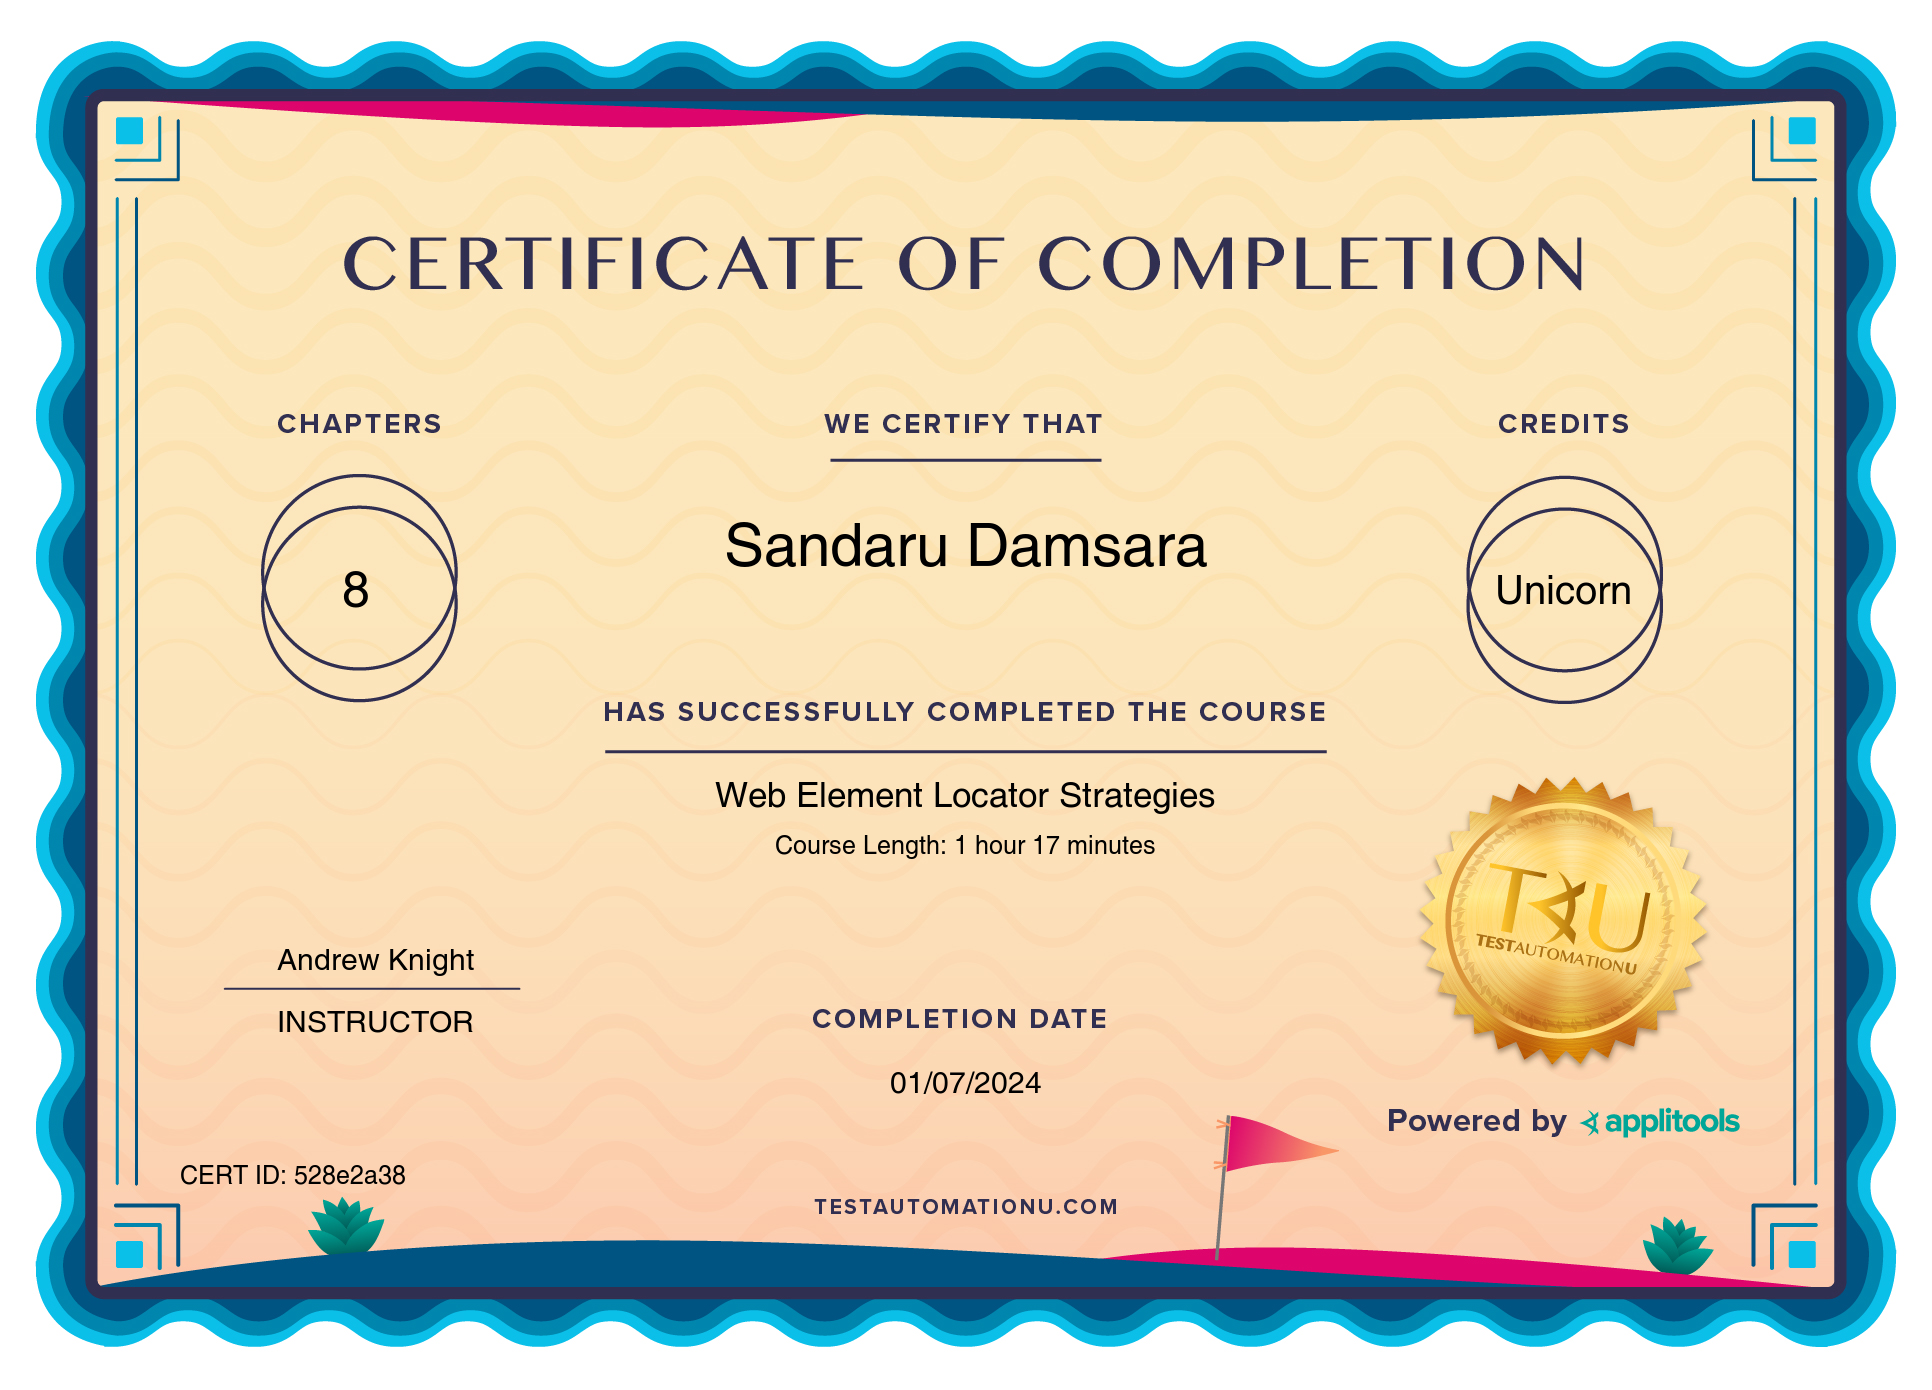 CERTIFICATE OF COMPLETION
CHAPTERS
8
WE CERTIFY THAT
Sandaru Damsara
CREDITS
Unicorn
HAS SUCCESSFULLY COMPLETED THE COURSE
Web Element Locator Strategies
Course Length: 1 hour 17 minutes
Andrew Knight
INSTRUCTOR
COMPLETION DATE
01/07/2024
TAU
TESTAUTOMATIONU
Powered by applitools
CERT ID: 528e2a38
TESTAUTOMATIONU.COM